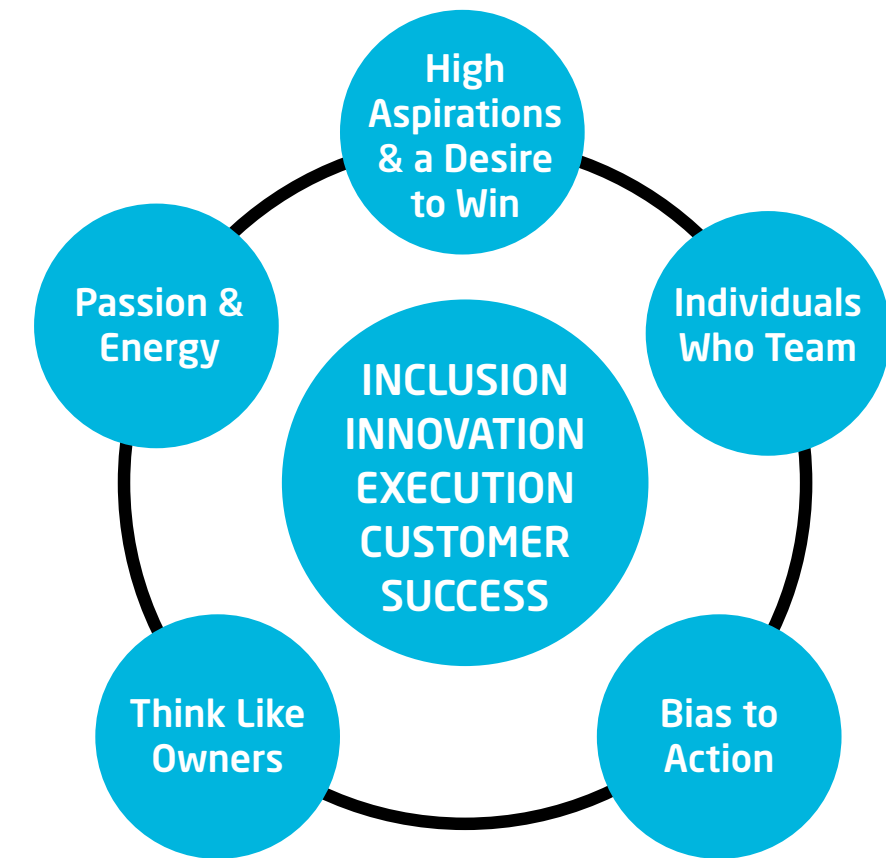 High
Aspirations
& a Desire
to Win
Individuals
Who Team
Bias to
Action
Think Like
Owners
Passion &
Energy
INCLUSION
INNOVATION
EXECUTION
CUSTOMER
SUCCESS